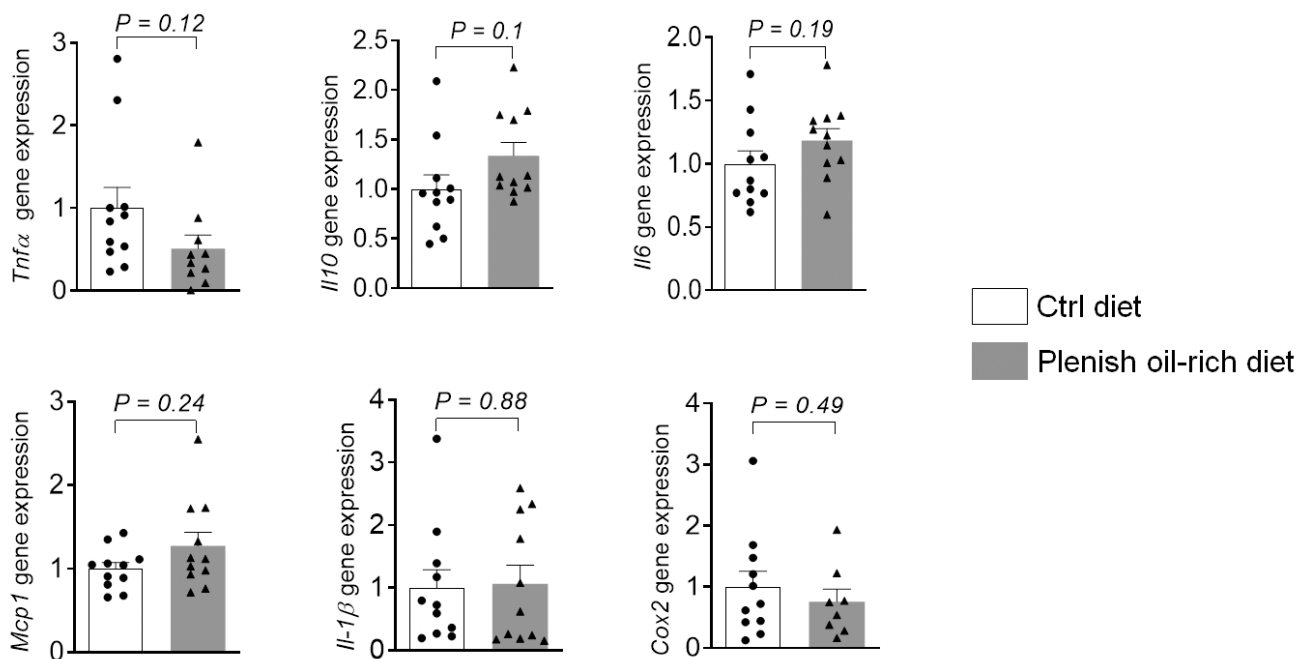 P = 0.12
3
2
1
0
Tnfα gene expression
P = 0.1
2.5
2.0
1.5
1.0
0.5
0.0
Il10 gene expression
P = 0.19
2.0
1.5
1.0
0.5
0.0
Il6 gene expression
Ctrl diet
Plenish oil-rich diet
P = 0.24
3
2
1
0
Mcp1 gene expression
P = 0.88
4
3
2
1
0
Il-1β gene expression
P = 0.49
4
3
2
1
0
Cox2 gene expression